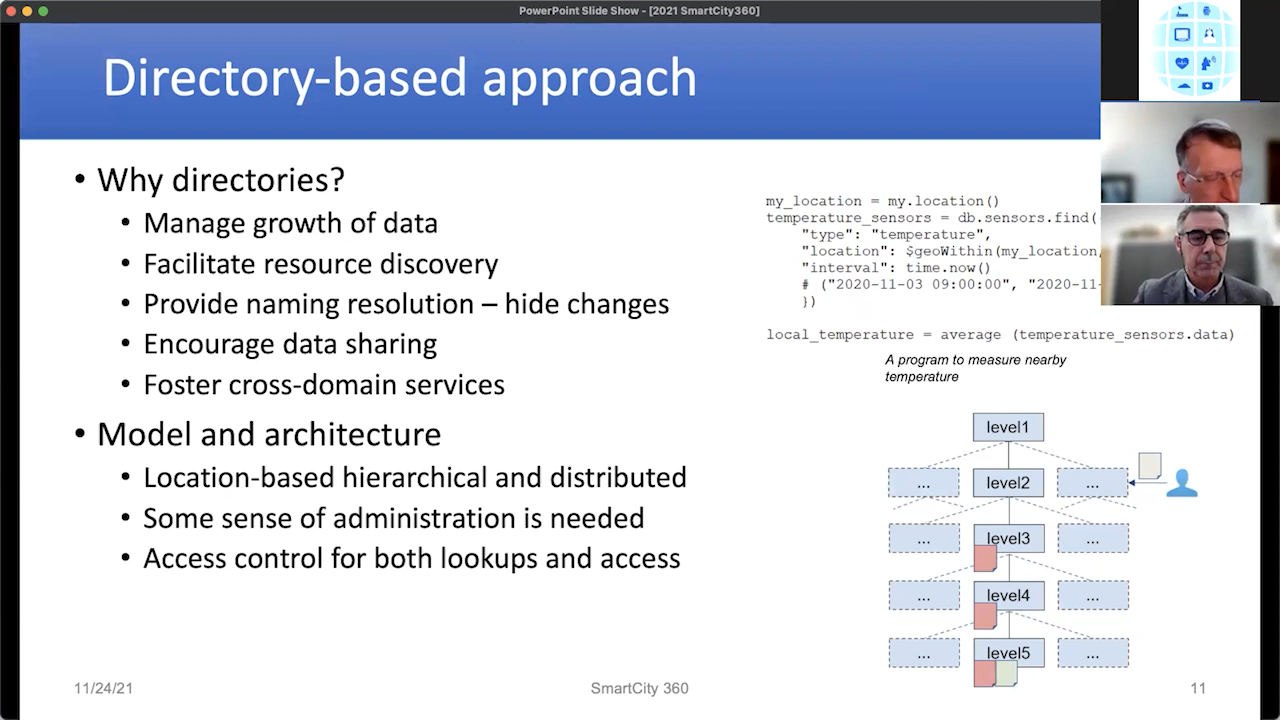 PowerPoint Slide Show - [2021 SmartCity360]
Directory-based approach
• Why directories?
• Manage growth of data
• Facilitate resource discovery
• Provide naming resolution – hide changes
• Encourage data sharing
• Foster cross-domain services
• Model and architecture
• Location-based hierarchical and distributed
• Some sense of administration is needed
• Access control for both lookups and access
my_location = my.location()
temperature_sensors = db.sensors.find(
"type": "temperature",
"location": $geoWithin(my_location,
"interval": time.now()
# ("2020-11-03 09:00:00", "2020-11-
})
local_temperature = average (temperature_sensors.data)
A program to measure nearby
temperature
level1
... level2 ...
... level3 ...
... level4 ...
... level5 ...
11/24/21 SmartCity 360 11